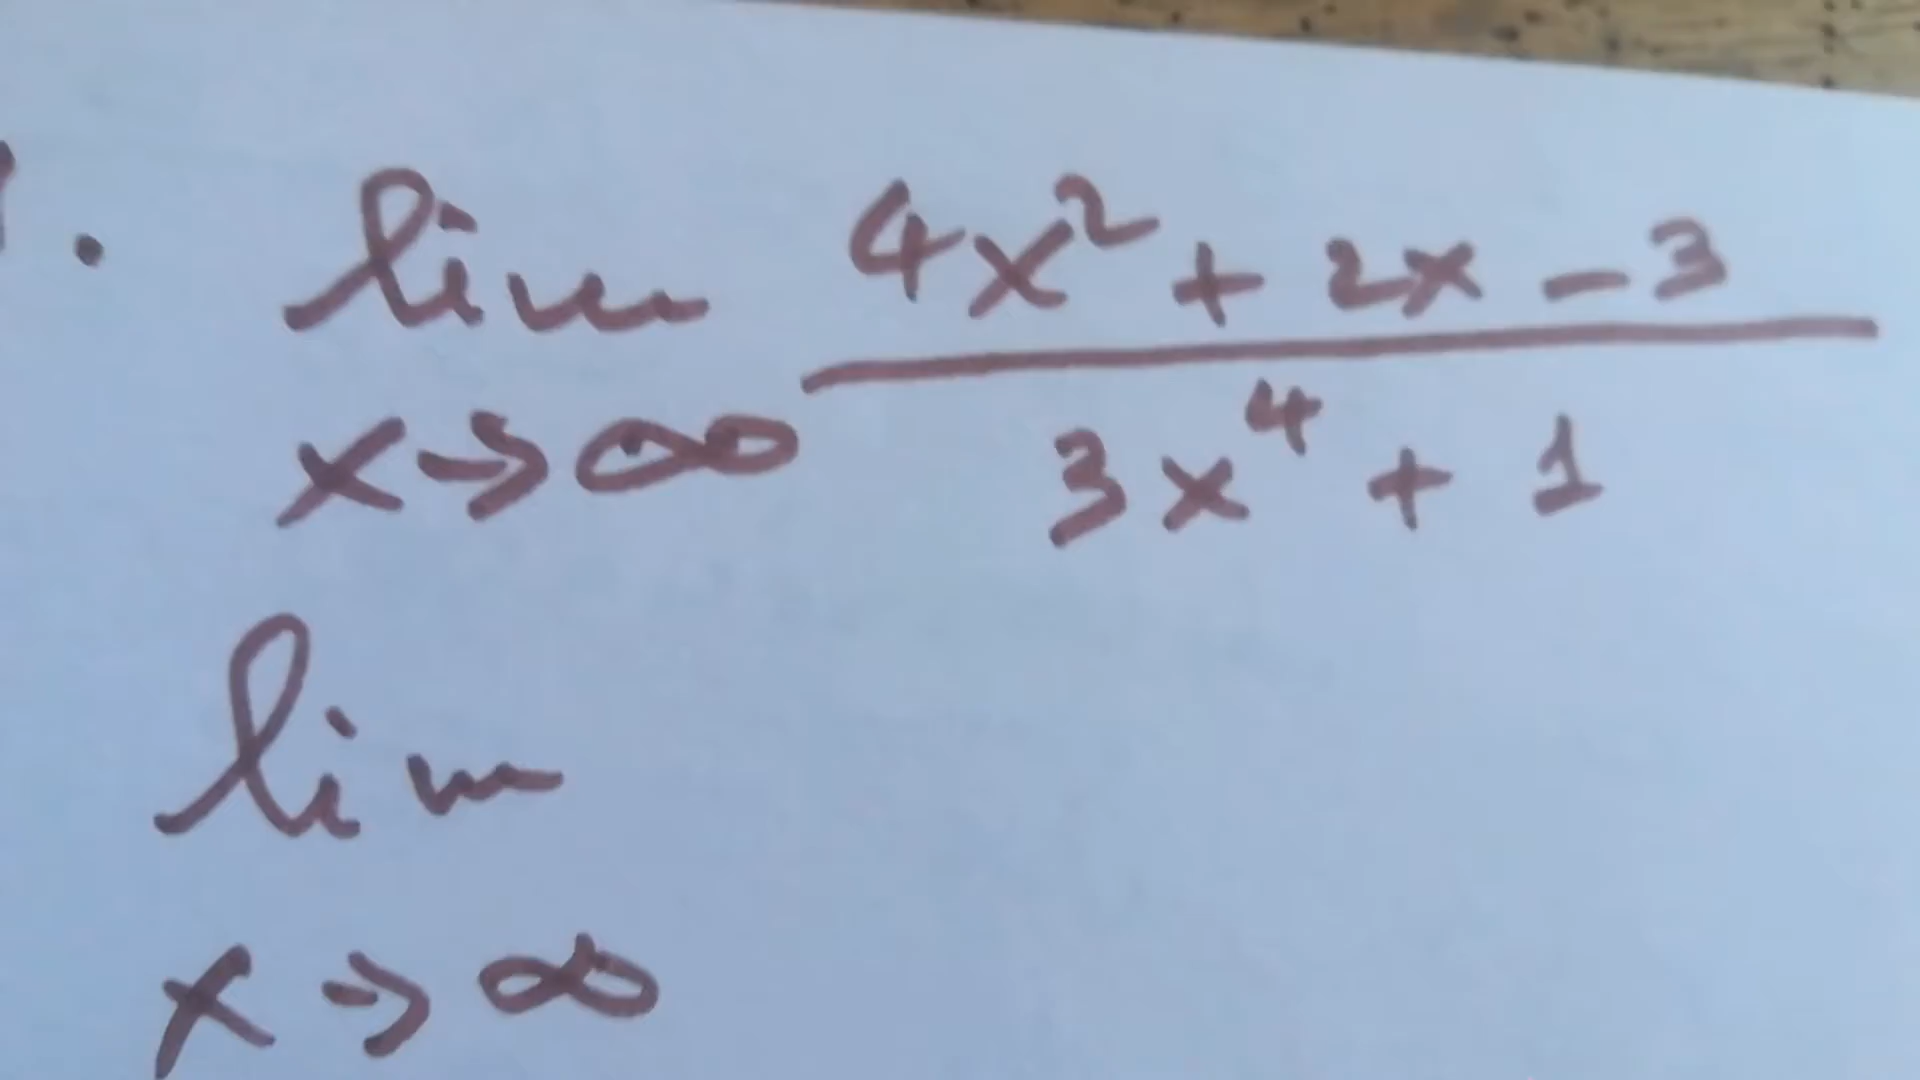 . lim 4x² + 2x - 3
x→∞ 3x⁴ + 1
lim
x→∞